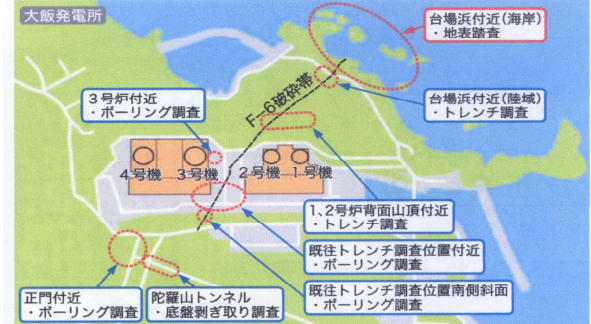 大飯発電所
台場浜付近(海岸)
・地表踏査
3号炉付近
・ボーリング調査
F-6破砕帯
台場浜付近(陸域)
・トレンチ調査
4号機
3号機
2号機
1号機
1、2号炉背面山頂付近
・トレンチ調査
既往トレンチ調査位置付近
・ボーリング調査
正門付近
・ボーリング調査
陀羅山トンネル
・底盤剥ぎ取り調査
既往トレンチ調査位置南側斜面
・ボーリング調査